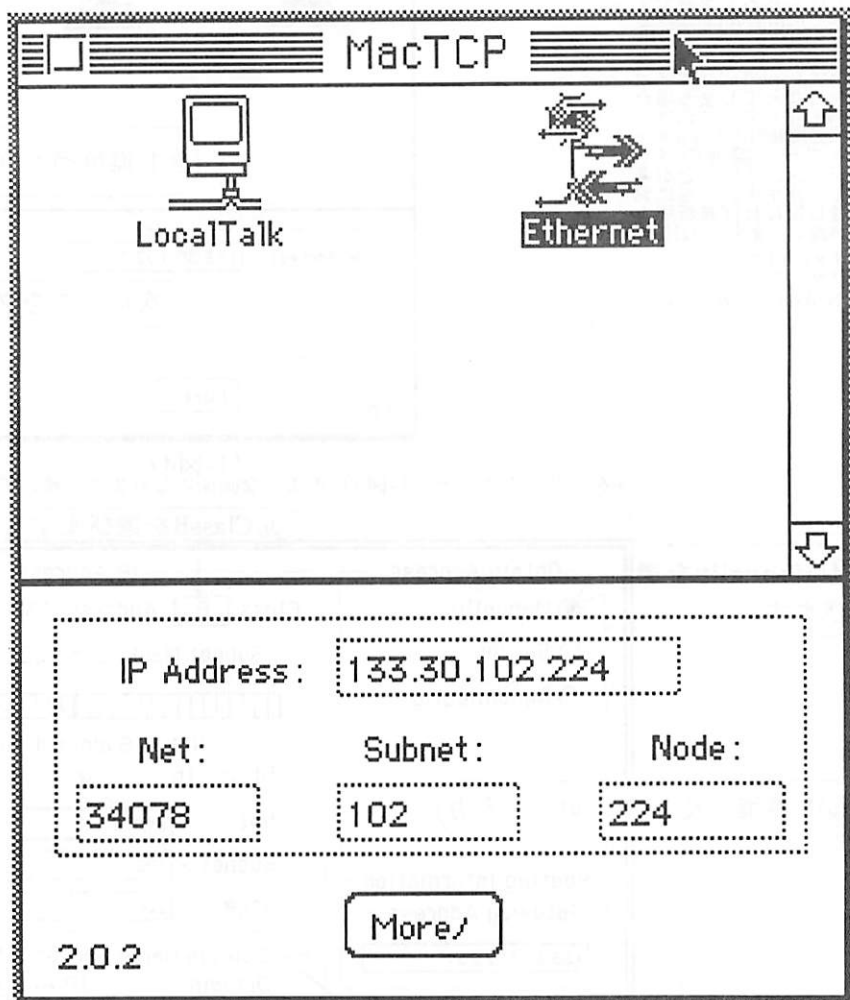 MacTCP
LocalTalk Ethernet
IP Address: 133.30.102.224
Net: Subnet: Node:
34078 102 224
More/
2.0.2